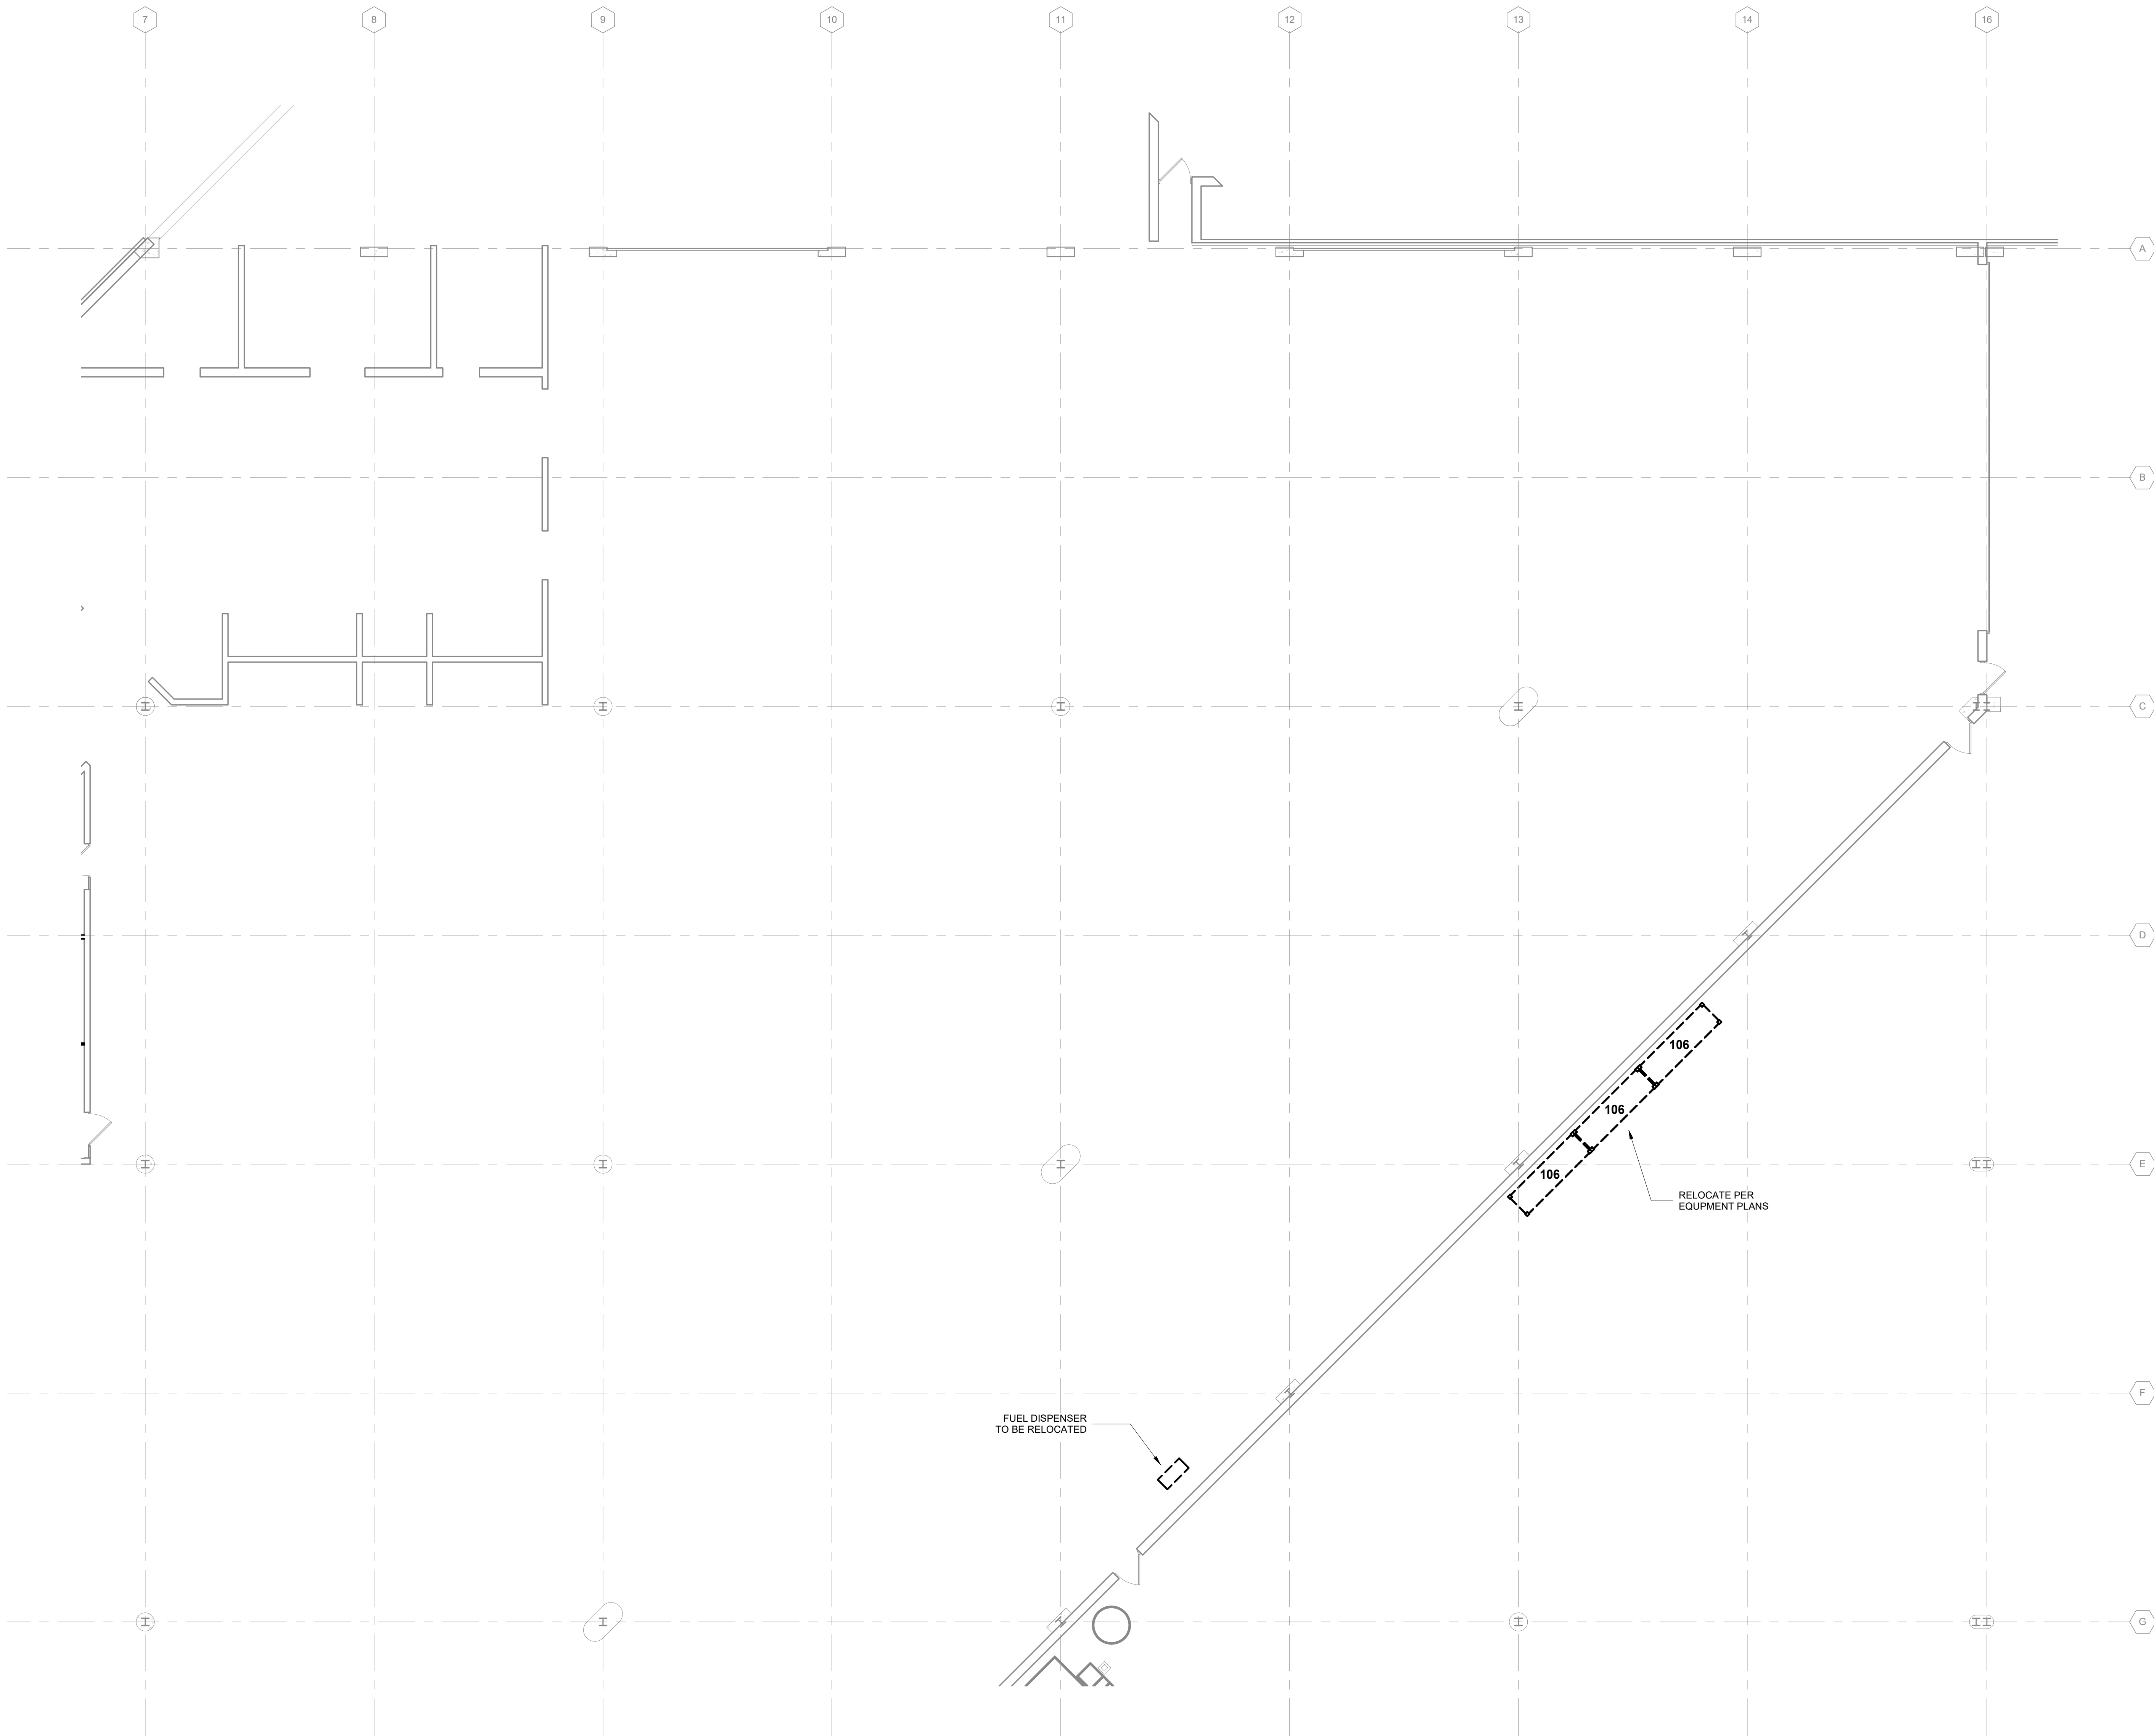 7
8
9
10
11
12
13
14
16
A
B
C
D
106
106
E
106
RELOCATE PER
EQUPMENT PLANS
F
FUEL DISPENSER
TO BE RELOCATED
G